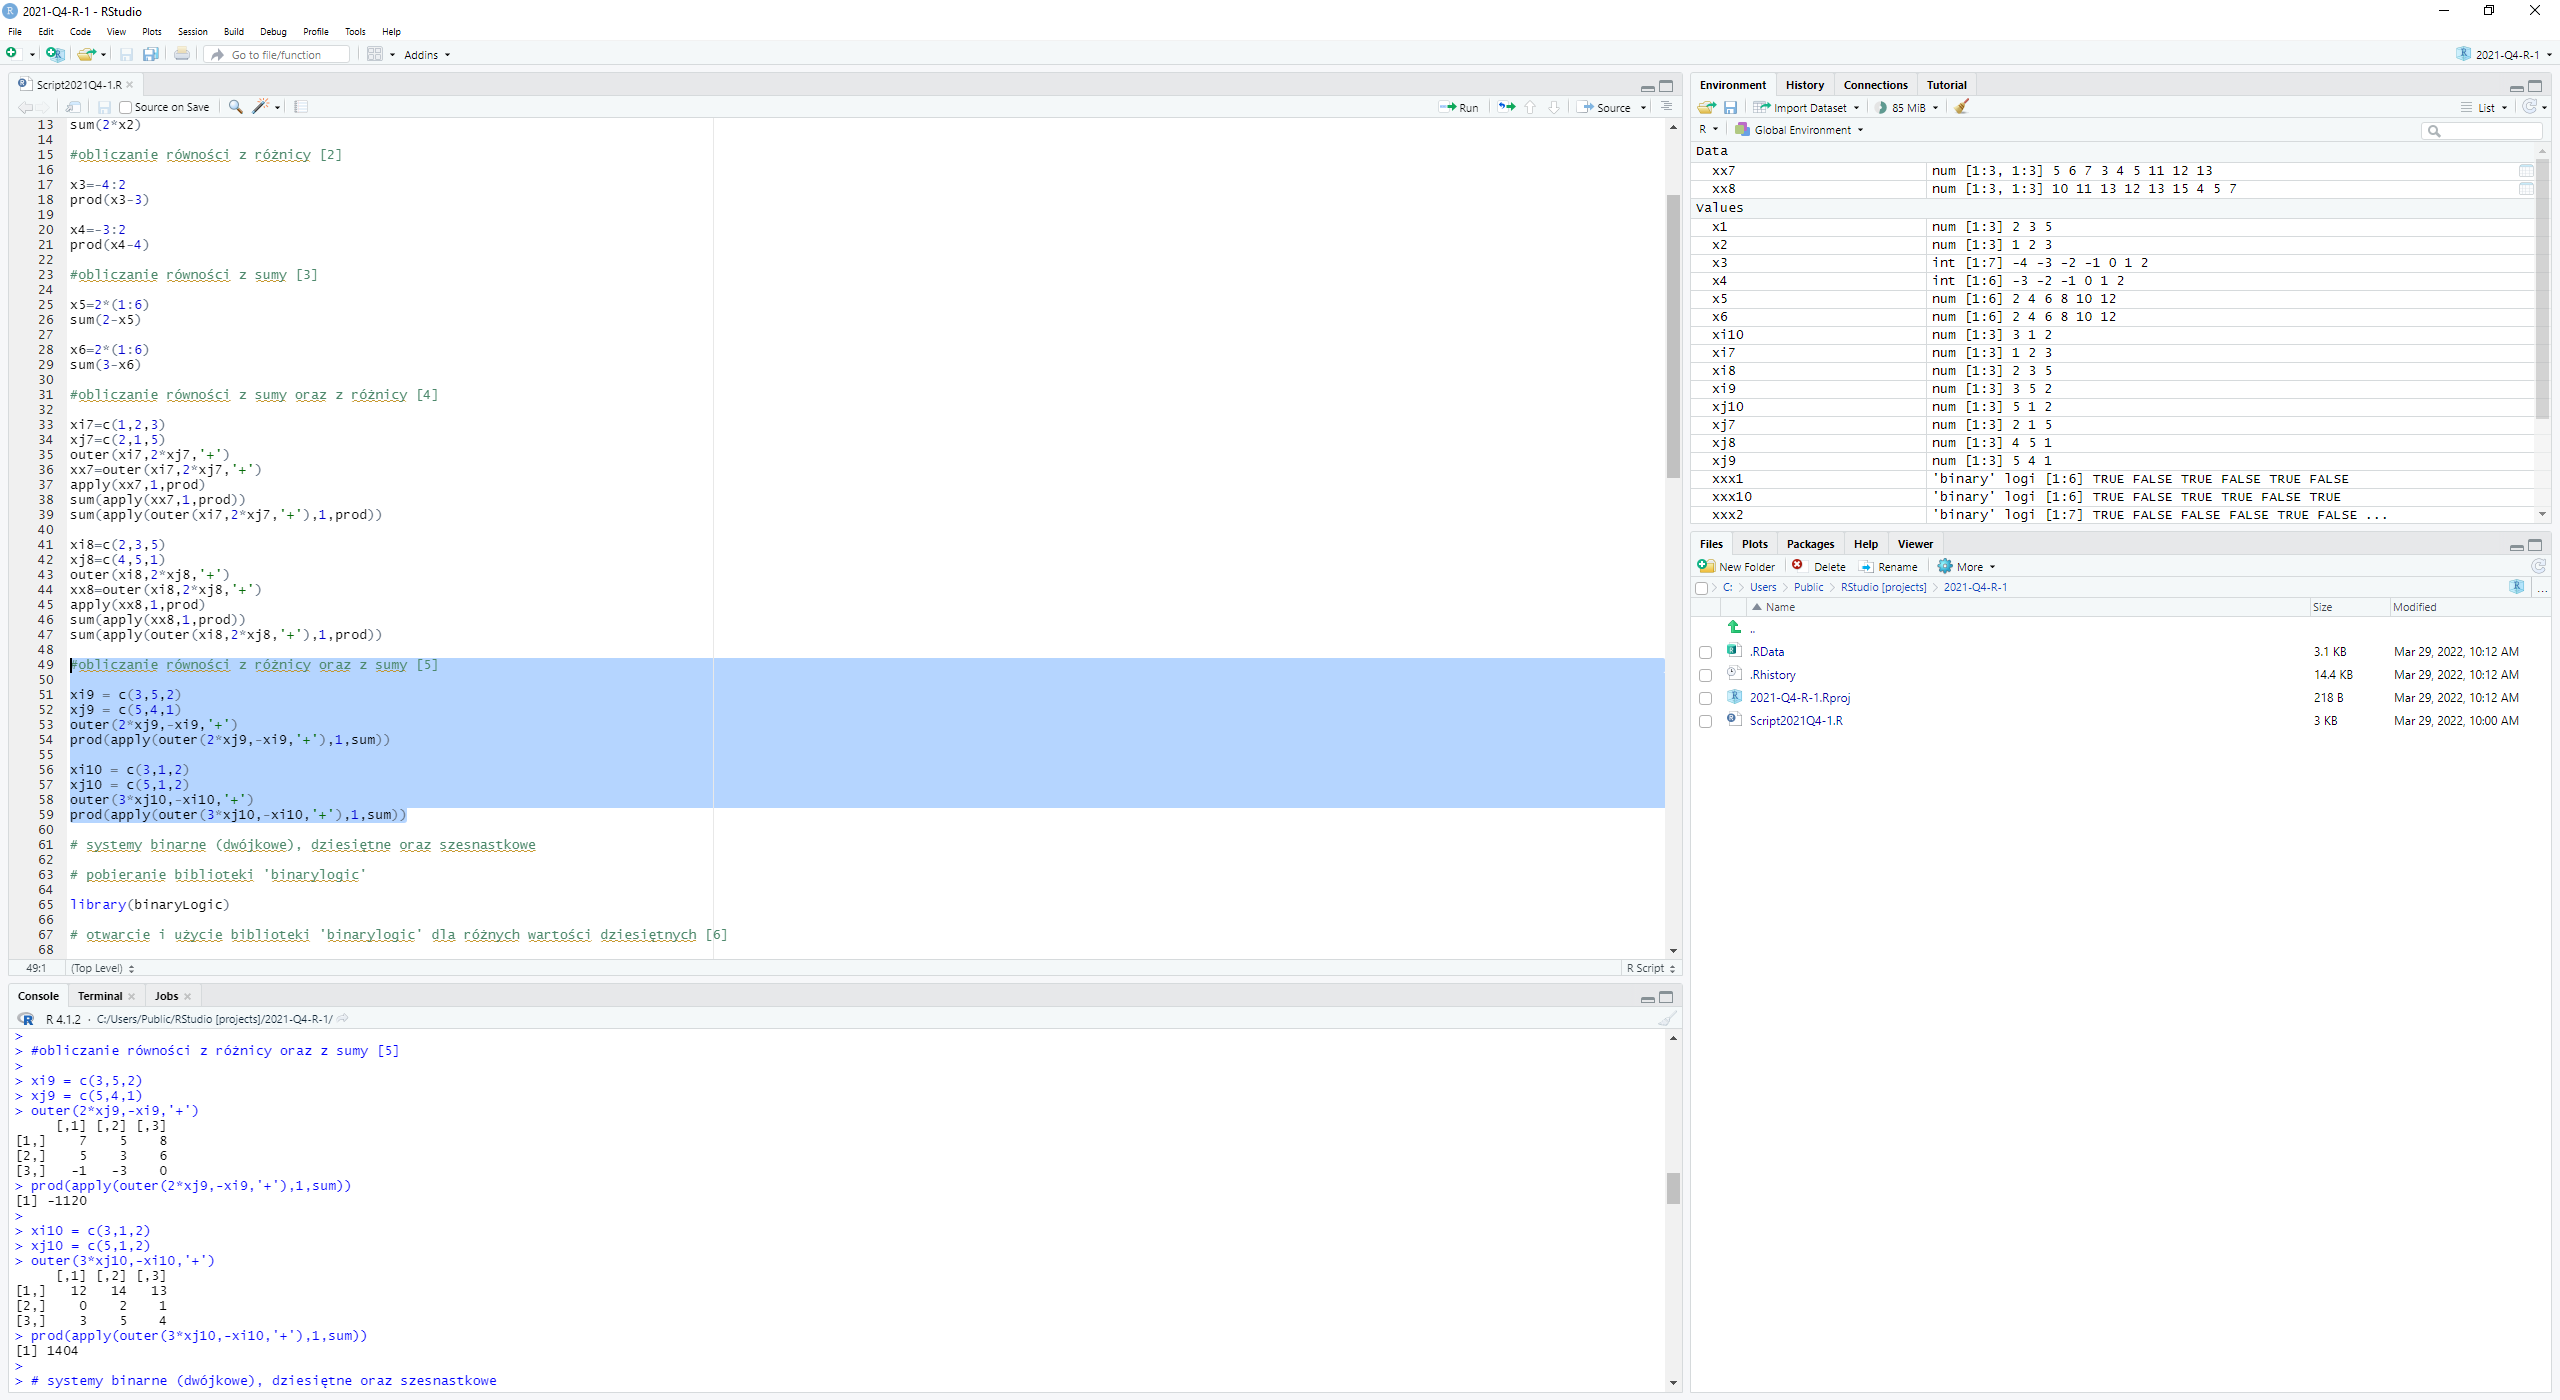 2021-Q4-R-1 - RStudio
File Edit Code View Plots Session Build Debug Profile Tools Help
Go to file/function Addins 2021-Q4-R-1
Script2021Q4-1.R
Source on Save Run Source
13 sum(2*x2)
14
15 #obliczanie róWności z różnicy [2]
16
17 x3=-4:2
18 prod(x3-3)
19
20 x4=-3:2
21 prod(x4-4)
22
23 #obliczanie równości z sumy [3]
24
25 x5=2*(1:6)
26 sum(2-x5)
27
28 x6=2*(1:6)
29 sum(3-x6)
30
31 #obliczanie równości z sumy oraz z różnicy [4]
32
33 xi7=c(1,2,3)
34 xj7=c(2,1,5)
35 outer(xi7,2*xj7,'+')
36 xx7=outer(xi7,2*xj7,'+')
37 apply(xx7,1,prod)
38 sum(apply(xx7,1,prod))
39 sum(apply(outer(xi7,2*xj7,'+'),1,prod))
40
41 xi8=c(2,3,5)
42 xj8=c(4,5,1)
43 outer(xi8,2*xj8,'+')
44 xx8=outer(xi8,2*xj8,'+')
45 apply(xx8,1,prod)
46 sum(apply(xx8,1,prod))
47 sum(apply(outer(xi8,2*xj8,'+'),1,prod))
48
49 #obliczanie równości z różnicy oraz z sumy [5]
50
51 xi9 = c(3,5,2)
52 xj9 = c(5,4,1)
53 outer(2*xj9,-xi9,'+')
54 prod(apply(outer(2*xj9,-xi9,'+'),1,sum))
55
56 xi10 = c(3,1,2)
57 xj10 = c(5,1,2)
58 outer(3*xj10,-xi10,'+')
59 prod(apply(outer(3*xj10,-xi10,'+'),1,sum))
60
61 # systemy binarne (dwójkowe), dziesiętne oraz szesnastkowe
62
63 # pobieranie biblioteki 'binarylogic'
64
65 library(binaryLogic)
66
67 # otwarcie i użycie biblioteki 'binarylogic' dla różnych wartości dziesiętnych [6]
68
49:1 (Top Level) R Script
Console Terminal Jobs
R 4.1.2 · C:/Users/Public/RStudio [projects]/2021-Q4-R-1/
>
> #obliczanie równości z różnicy oraz z sumy [5]
>
> xi9 = c(3,5,2)
> xj9 = c(5,4,1)
> outer(2*xj9,-xi9,'+')
[,1] [,2] [,3]
[1,] 7 5 8
[2,] 5 3 6
[3,] -1 -3 0
> prod(apply(outer(2*xj9,-xi9,'+'),1,sum))
[1] -1120
>
> xi10 = c(3,1,2)
> xj10 = c(5,1,2)
> outer(3*xj10,-xi10,'+')
[,1] [,2] [,3]
[1,] 12 14 13
[2,] 0 2 1
[3,] 3 5 4
> prod(apply(outer(3*xj10,-xi10,'+'),1,sum))
[1] 1404
>
> # systemy binarne (dwójkowe), dziesiętne oraz szesnastkowe
Environment History Connections Tutorial
Import Dataset 85 MiB List
R Global Environment
Data
xx7 num [1:3, 1:3] 5 6 7 3 4 5 11 12 13
xx8 num [1:3, 1:3] 10 11 13 12 13 15 4 5 7
Values
x1 num [1:3] 2 3 5
x2 num [1:3] 1 2 3
x3 int [1:7] -4 -3 -2 -1 0 1 2
x4 int [1:6] -3 -2 -1 0 1 2
x5 num [1:6] 2 4 6 8 10 12
x6 num [1:6] 2 4 6 8 10 12
xi10 num [1:3] 3 1 2
xi7 num [1:3] 1 2 3
xi8 num [1:3] 2 3 5
xi9 num [1:3] 3 5 2
xj10 num [1:3] 5 1 2
xj7 num [1:3] 2 1 5
xj8 num [1:3] 4 5 1
xj9 num [1:3] 5 4 1
xxx1 'binary' logi [1:6] TRUE FALSE TRUE FALSE TRUE FALSE
xxx10 'binary' logi [1:6] TRUE FALSE TRUE TRUE FALSE TRUE
xxx2 'binary' logi [1:7] TRUE FALSE FALSE FALSE TRUE FALSE ...
Files Plots Packages Help Viewer
New Folder Delete Rename More
C: Users Public RStudio [projects] 2021-Q4-R-1 ...
Name Size Modified
..
.RData 3.1 KB Mar 29, 2022, 10:12 AM
.Rhistory 14.4 KB Mar 29, 2022, 10:12 AM
2021-Q4-R-1.Rproj 218 B Mar 29, 2022, 10:12 AM
Script2021Q4-1.R 3 KB Mar 29, 2022, 10:00 AM